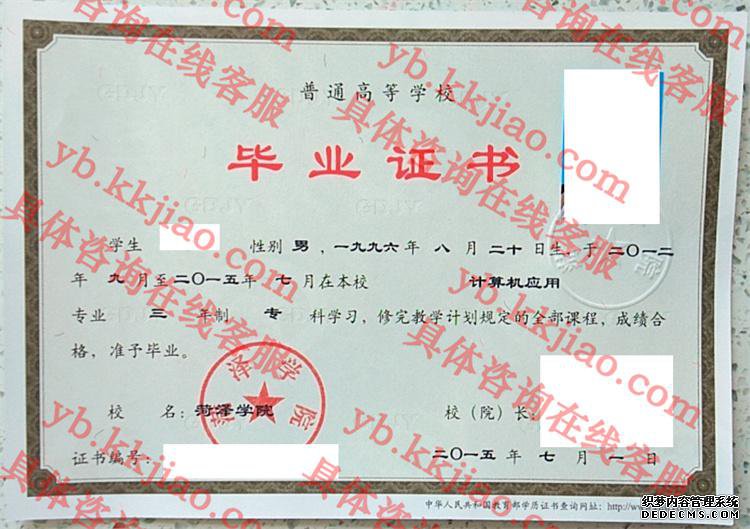 普通高等学校
毕业证书
学生 性别 男，一九九六年 八 月 二十日生，于二〇一二
年 九 月至二〇一五年 七 月在本校 计算机应用
专业 三 年制 专 科学习，修完教学计划规定的全部课程，成绩合
格，准予毕业。
校 名：菏泽学院 校（院）长：
证书编号： 二〇一五年 七 月 一 日
中华人民共和国教育部学历证书查询网址：http://w
菏泽学院
具体咨询在线客服
yb.kkjiao.com
织梦内容管理系统
DEDECMS.COM